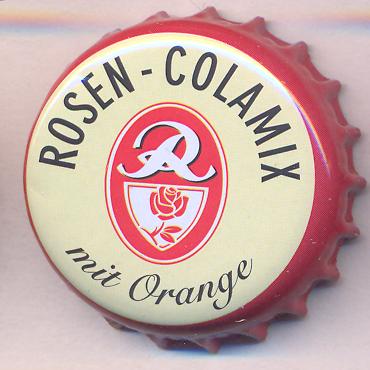 ROSEN-COLAMIX
R
mit Orange